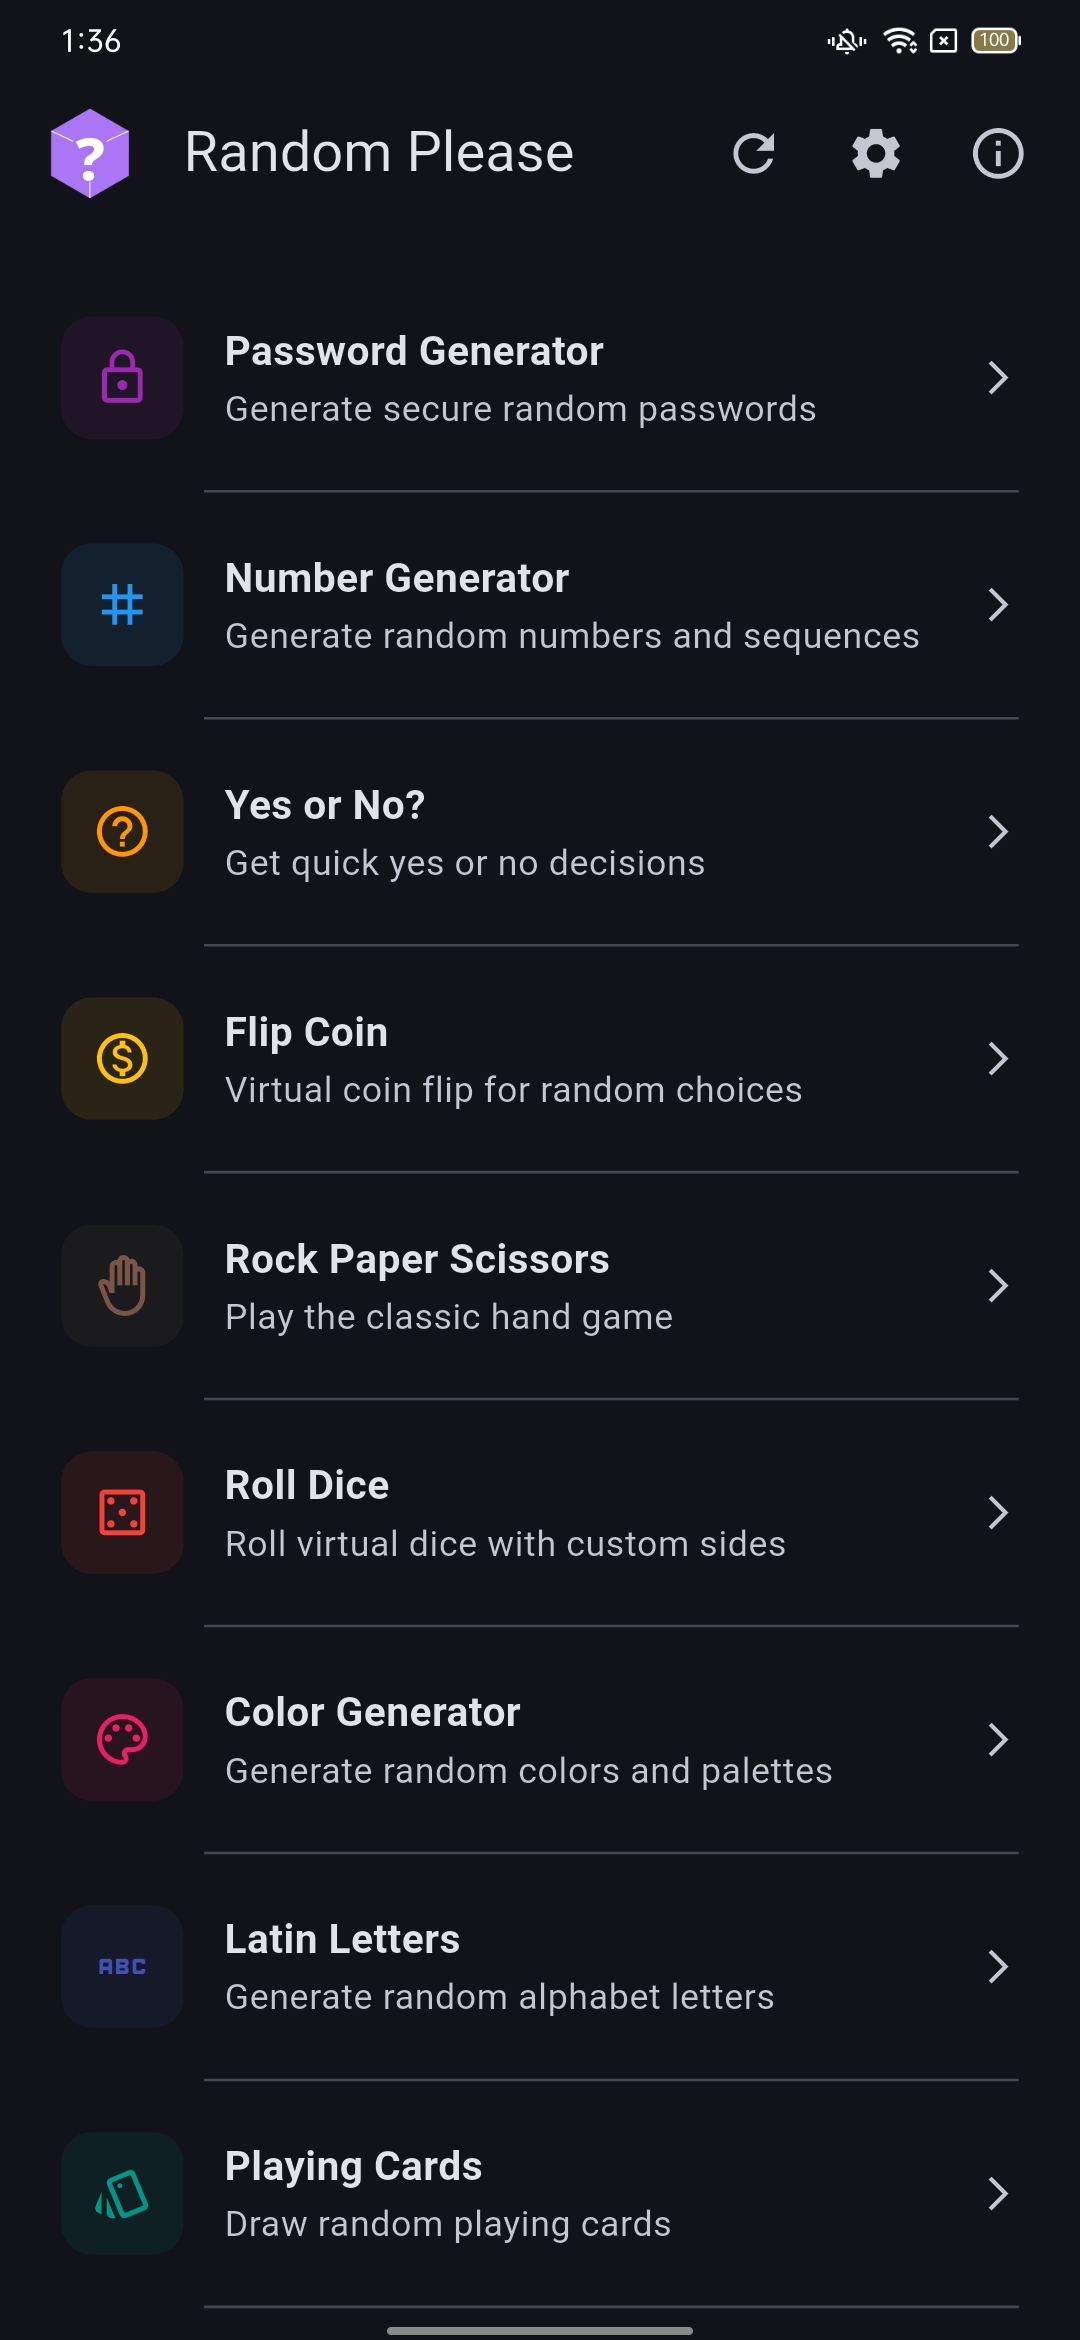 1:36
100
?
Random Please
Password Generator
Generate secure random passwords
Number Generator
Generate random numbers and sequences
Yes or No?
Get quick yes or no decisions
Flip Coin
Virtual coin flip for random choices
Rock Paper Scissors
Play the classic hand game
Roll Dice
Roll virtual dice with custom sides
Color Generator
Generate random colors and palettes
ABC
Latin Letters
Generate random alphabet letters
Playing Cards
Draw random playing cards